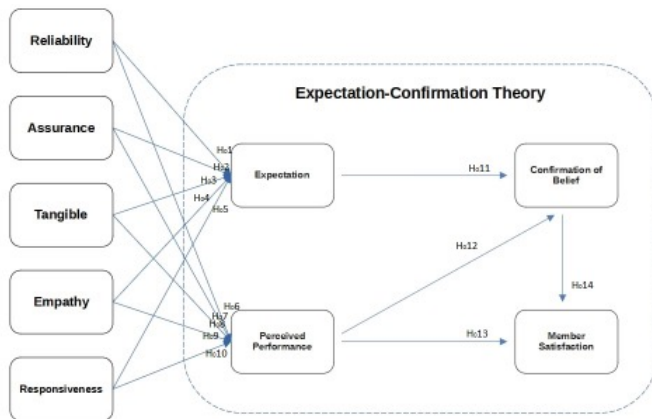 Reliability
Expectation-Confirmation Theory
Assurance
H₀1
H₀2
H₀3
H₀4
H₀5
Expectation
H₀11
Confirmation of
Belief
Tangible
H₀12
Empathy
H₀14
H₀6
H₀7
H₀8
H₀9
H₀10
Perceived
Performance
H₀13
Member
Satisfaction
Responsiveness